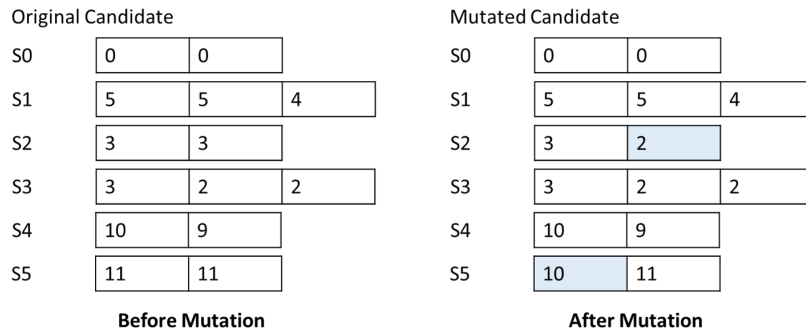 Original Candidate
S0 0 0
S1 5 5 4
S2 3 3
S3 3 2 2
S4 10 9
S5 11 11
Before Mutation
Mutated Candidate
S0 0 0
S1 5 5 4
S2 3 2
S3 3 2 2
S4 10 9
S5 10 11
After Mutation